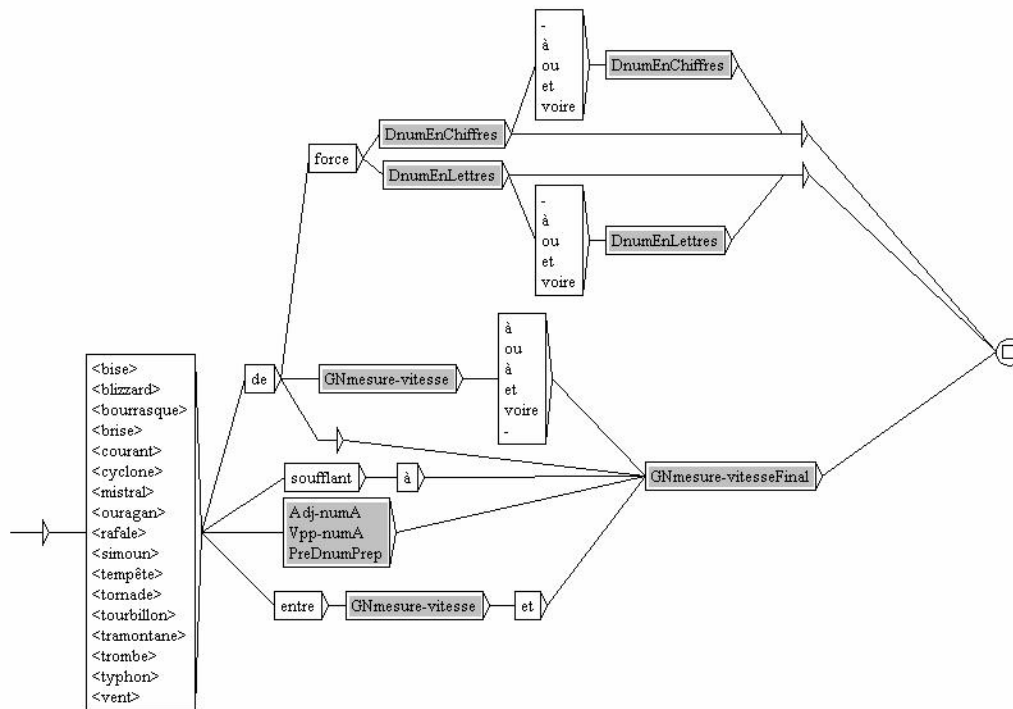 -
à
ou
et
voire
DnumEnChiffres
DnumEnChiffres
force
DnumEnLettres
-
à
ou
et
voire
DnumEnLettres
<bise>
<blizzard>
<bourrasque>
<brise>
<courant>
<cyclone>
<mistral>
<ouragan>
<rafale>
<simoun>
<tempête>
<tornade>
<tourbillon>
<tramontane>
<trombe>
<typhon>
<vent>
de
GNmesure-vitesse
à
ou
à
et
voire
-
soufflant
à
Adj-numA
Vpp-numA
PreDnumPrep
entre
GNmesure-vitesse
et
GNmesure-vitesseFinal